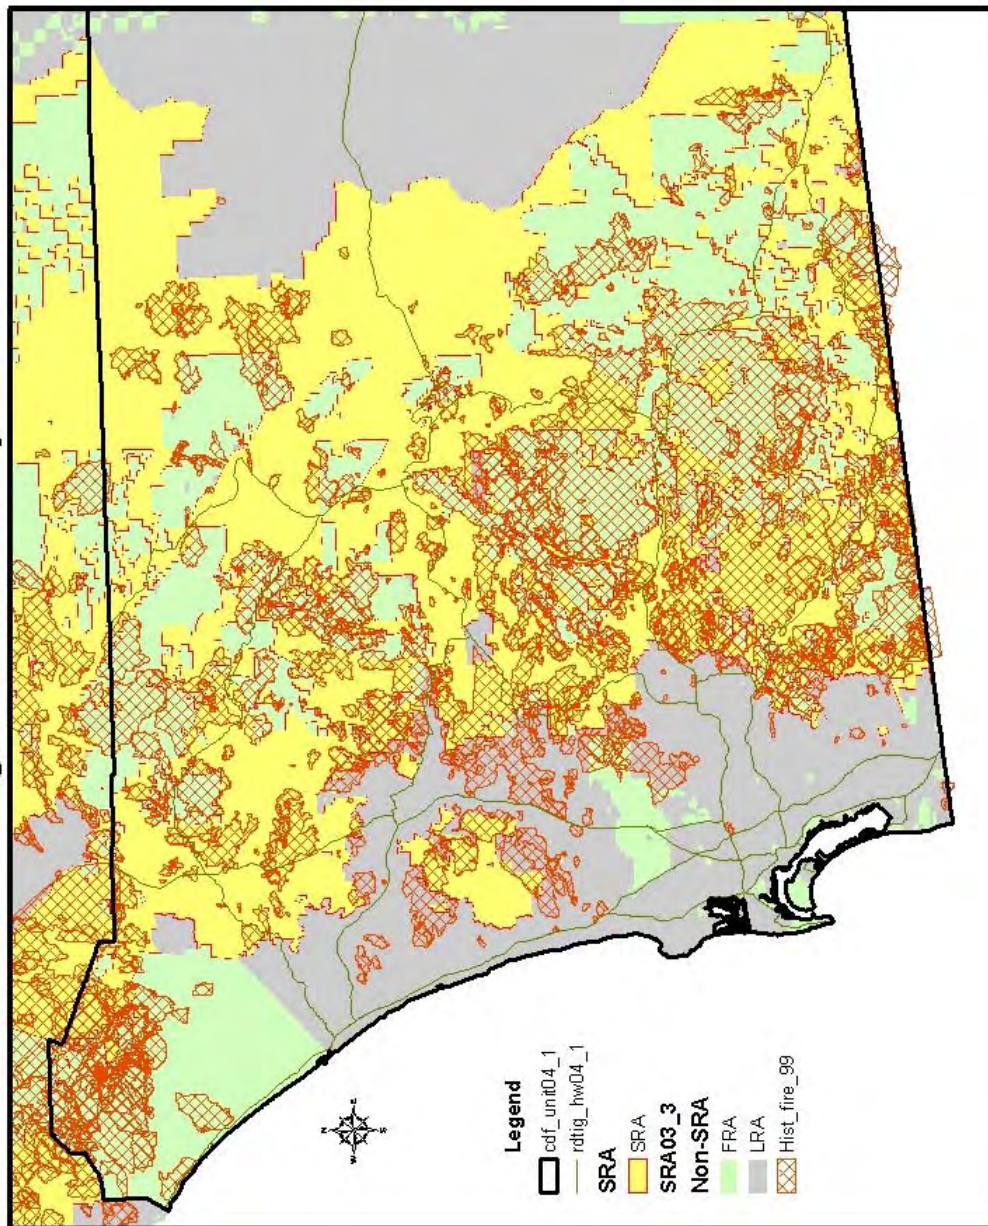 N
W
E
S
Legend
cdf_unit04_1
rdtig_hw04_1
SRA
SRA
SRA03_3
Non-SRA
FRA
LRA
Hist_fire_99